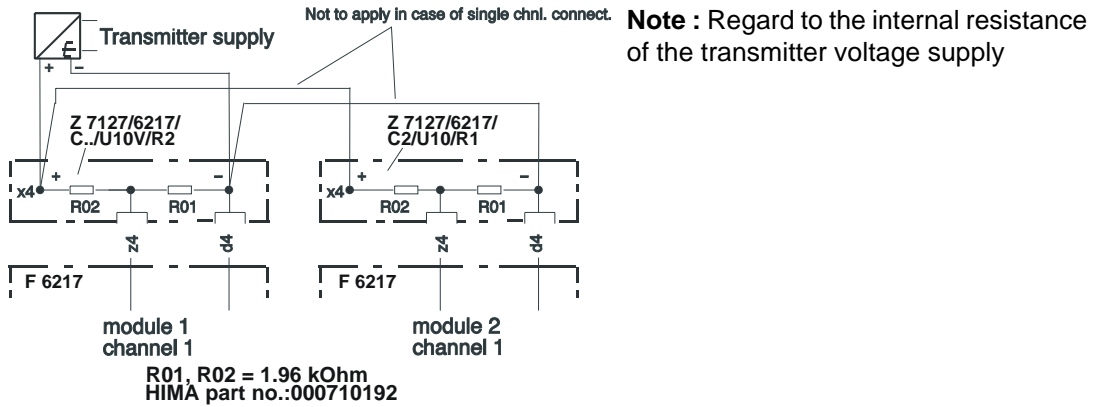 Not to apply in case of single chnl. connect.
Note : Regard to the internal resistance
of the transmitter voltage supply
Transmitter supply
+ −
Z 7127/6217/
C../U10V/R2
Z 7127/6217/
C2/U10/R1
+ −
x4
R02 R01
+ −
x4
R02 R01
z4 d4
z4 d4
F 6217
F 6217
module 1
channel 1
module 2
channel 1
R01, R02 = 1.96 kOhm
HIMA part no.:000710192